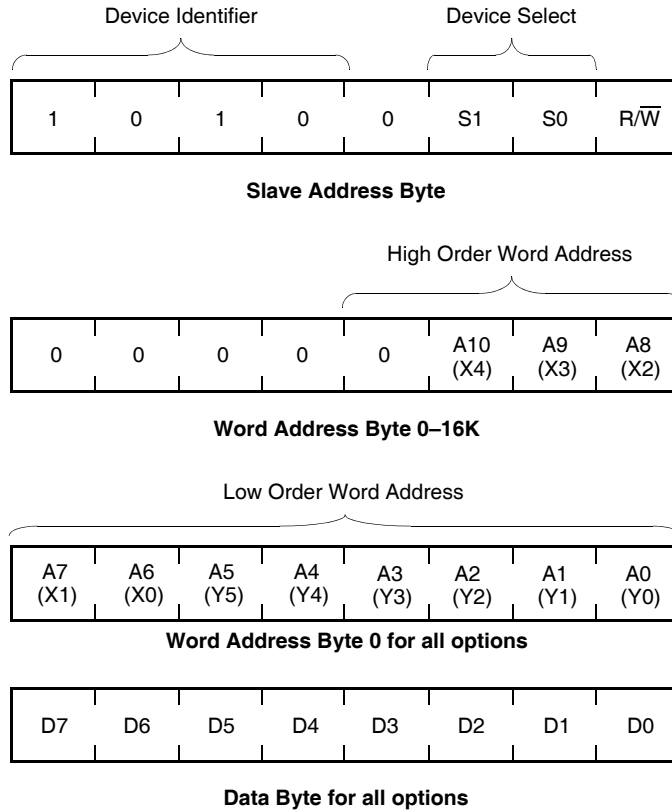 Device Identifier Device Select
1 0 1 0 0 S1 S0 R/W̅
Slave Address Byte
High Order Word Address
0 0 0 0 0 A10 A9 A8
(X4) (X3) (X2)
Word Address Byte 0–16K
Low Order Word Address
A7 A6 A5 A4 A3 A2 A1 A0
(X1) (X0) (Y5) (Y4) (Y3) (Y2) (Y1) (Y0)
Word Address Byte 0 for all options
D7 D6 D5 D4 D3 D2 D1 D0
Data Byte for all options